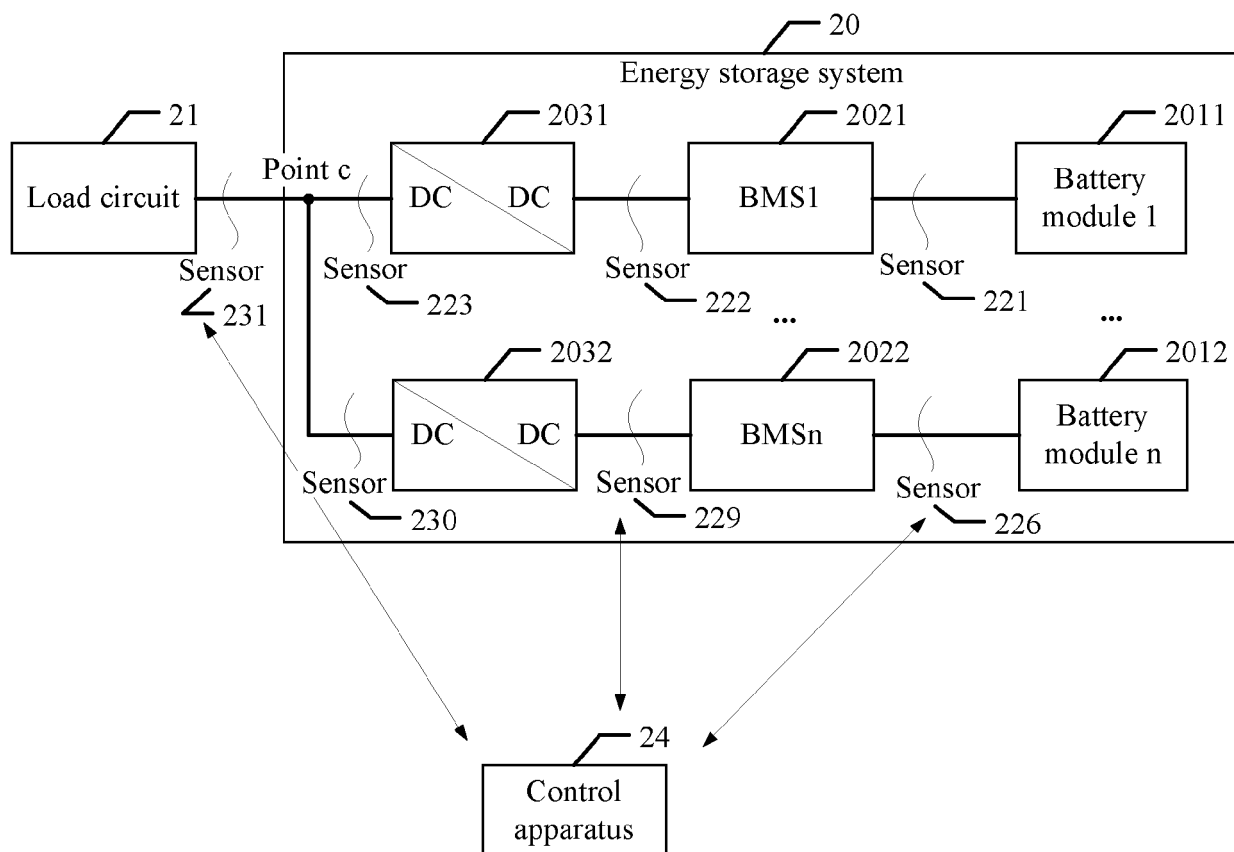 20
Energy storage system
21
2031
2021
2011
Load circuit
Point c
DC
DC
BMS1
Battery
module 1
Sensor
231
Sensor
223
Sensor
222
Sensor
221
...
...
2032
2022
2012
DC
DC
BMSn
Battery
module n
Sensor
230
Sensor
229
Sensor
226
24
Control
apparatus